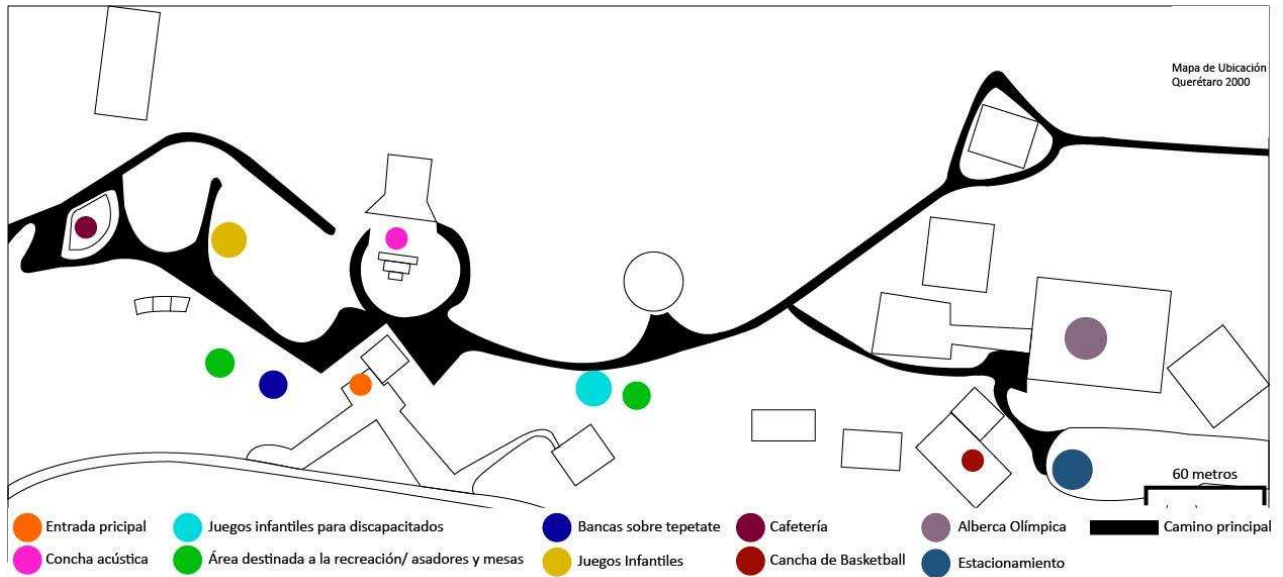 Mapa de Ubicación
Querétaro 2000
60 metros
Entrada pricipal
Juegos infantiles para discapacitados
Bancas sobre tepetate
Cafetería
Alberca Olímpica
Camino principal
Concha acústica
Área destinada a la recreación/ asadores y mesas
Juegos Infantiles
Cancha de Basketball
Estacionamiento